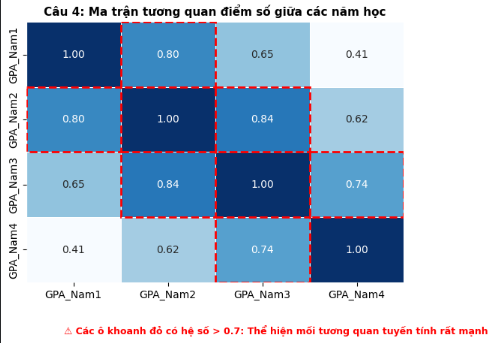 Câu 4: Ma trận tương quan điểm số giữa các năm học
GPA_Nam1
1.00 0.80 0.65 0.41
GPA_Nam2
0.80 1.00 0.84 0.62
GPA_Nam3
0.65 0.84 1.00 0.74
GPA_Nam4
0.41 0.62 0.74 1.00
GPA_Nam1 GPA_Nam2 GPA_Nam3 GPA_Nam4
⚠ Các ô khoanh đỏ có hệ số > 0.7: Thể hiện mối tương quan tuyến tính rất mạnh